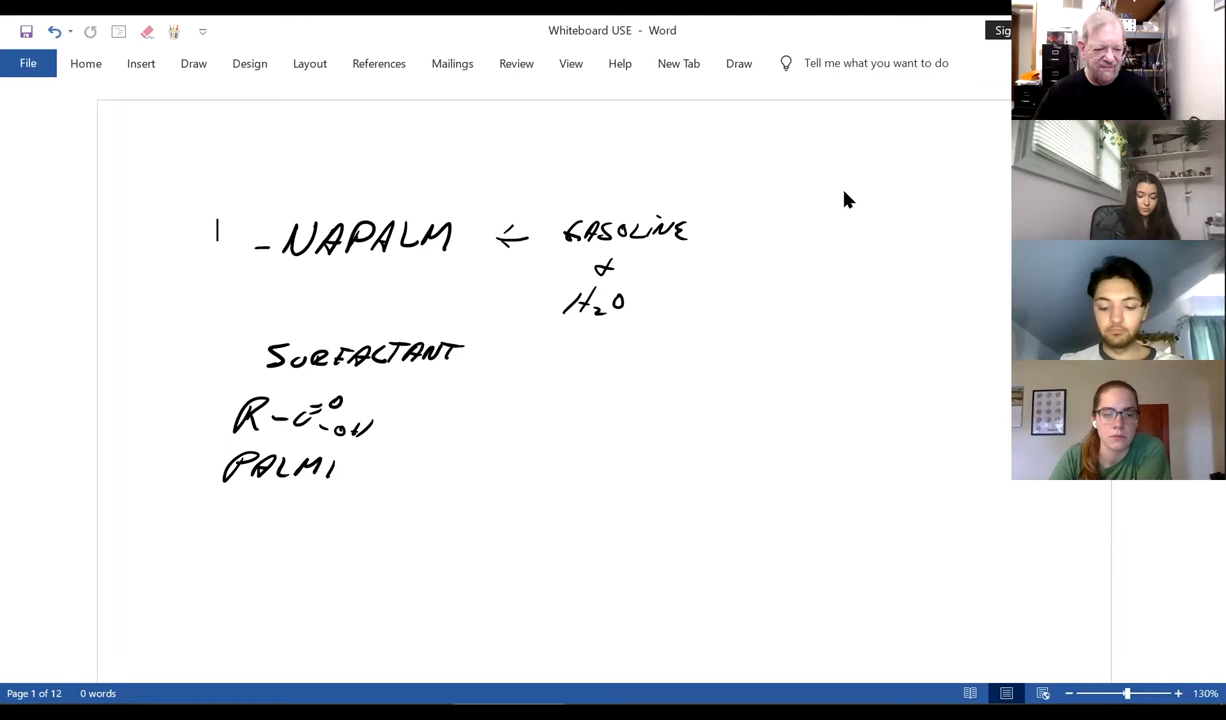 Whiteboard USE - Word
Sig
File Home Insert Draw Design Layout References Mailings Review View Help New Tab Draw Tell me what you want to do
- NAPALM ← GASOLINE
&
H₂O
SURFACTANT
R-C=O
-OH
PALMI
Page 1 of 12 0 words
130%